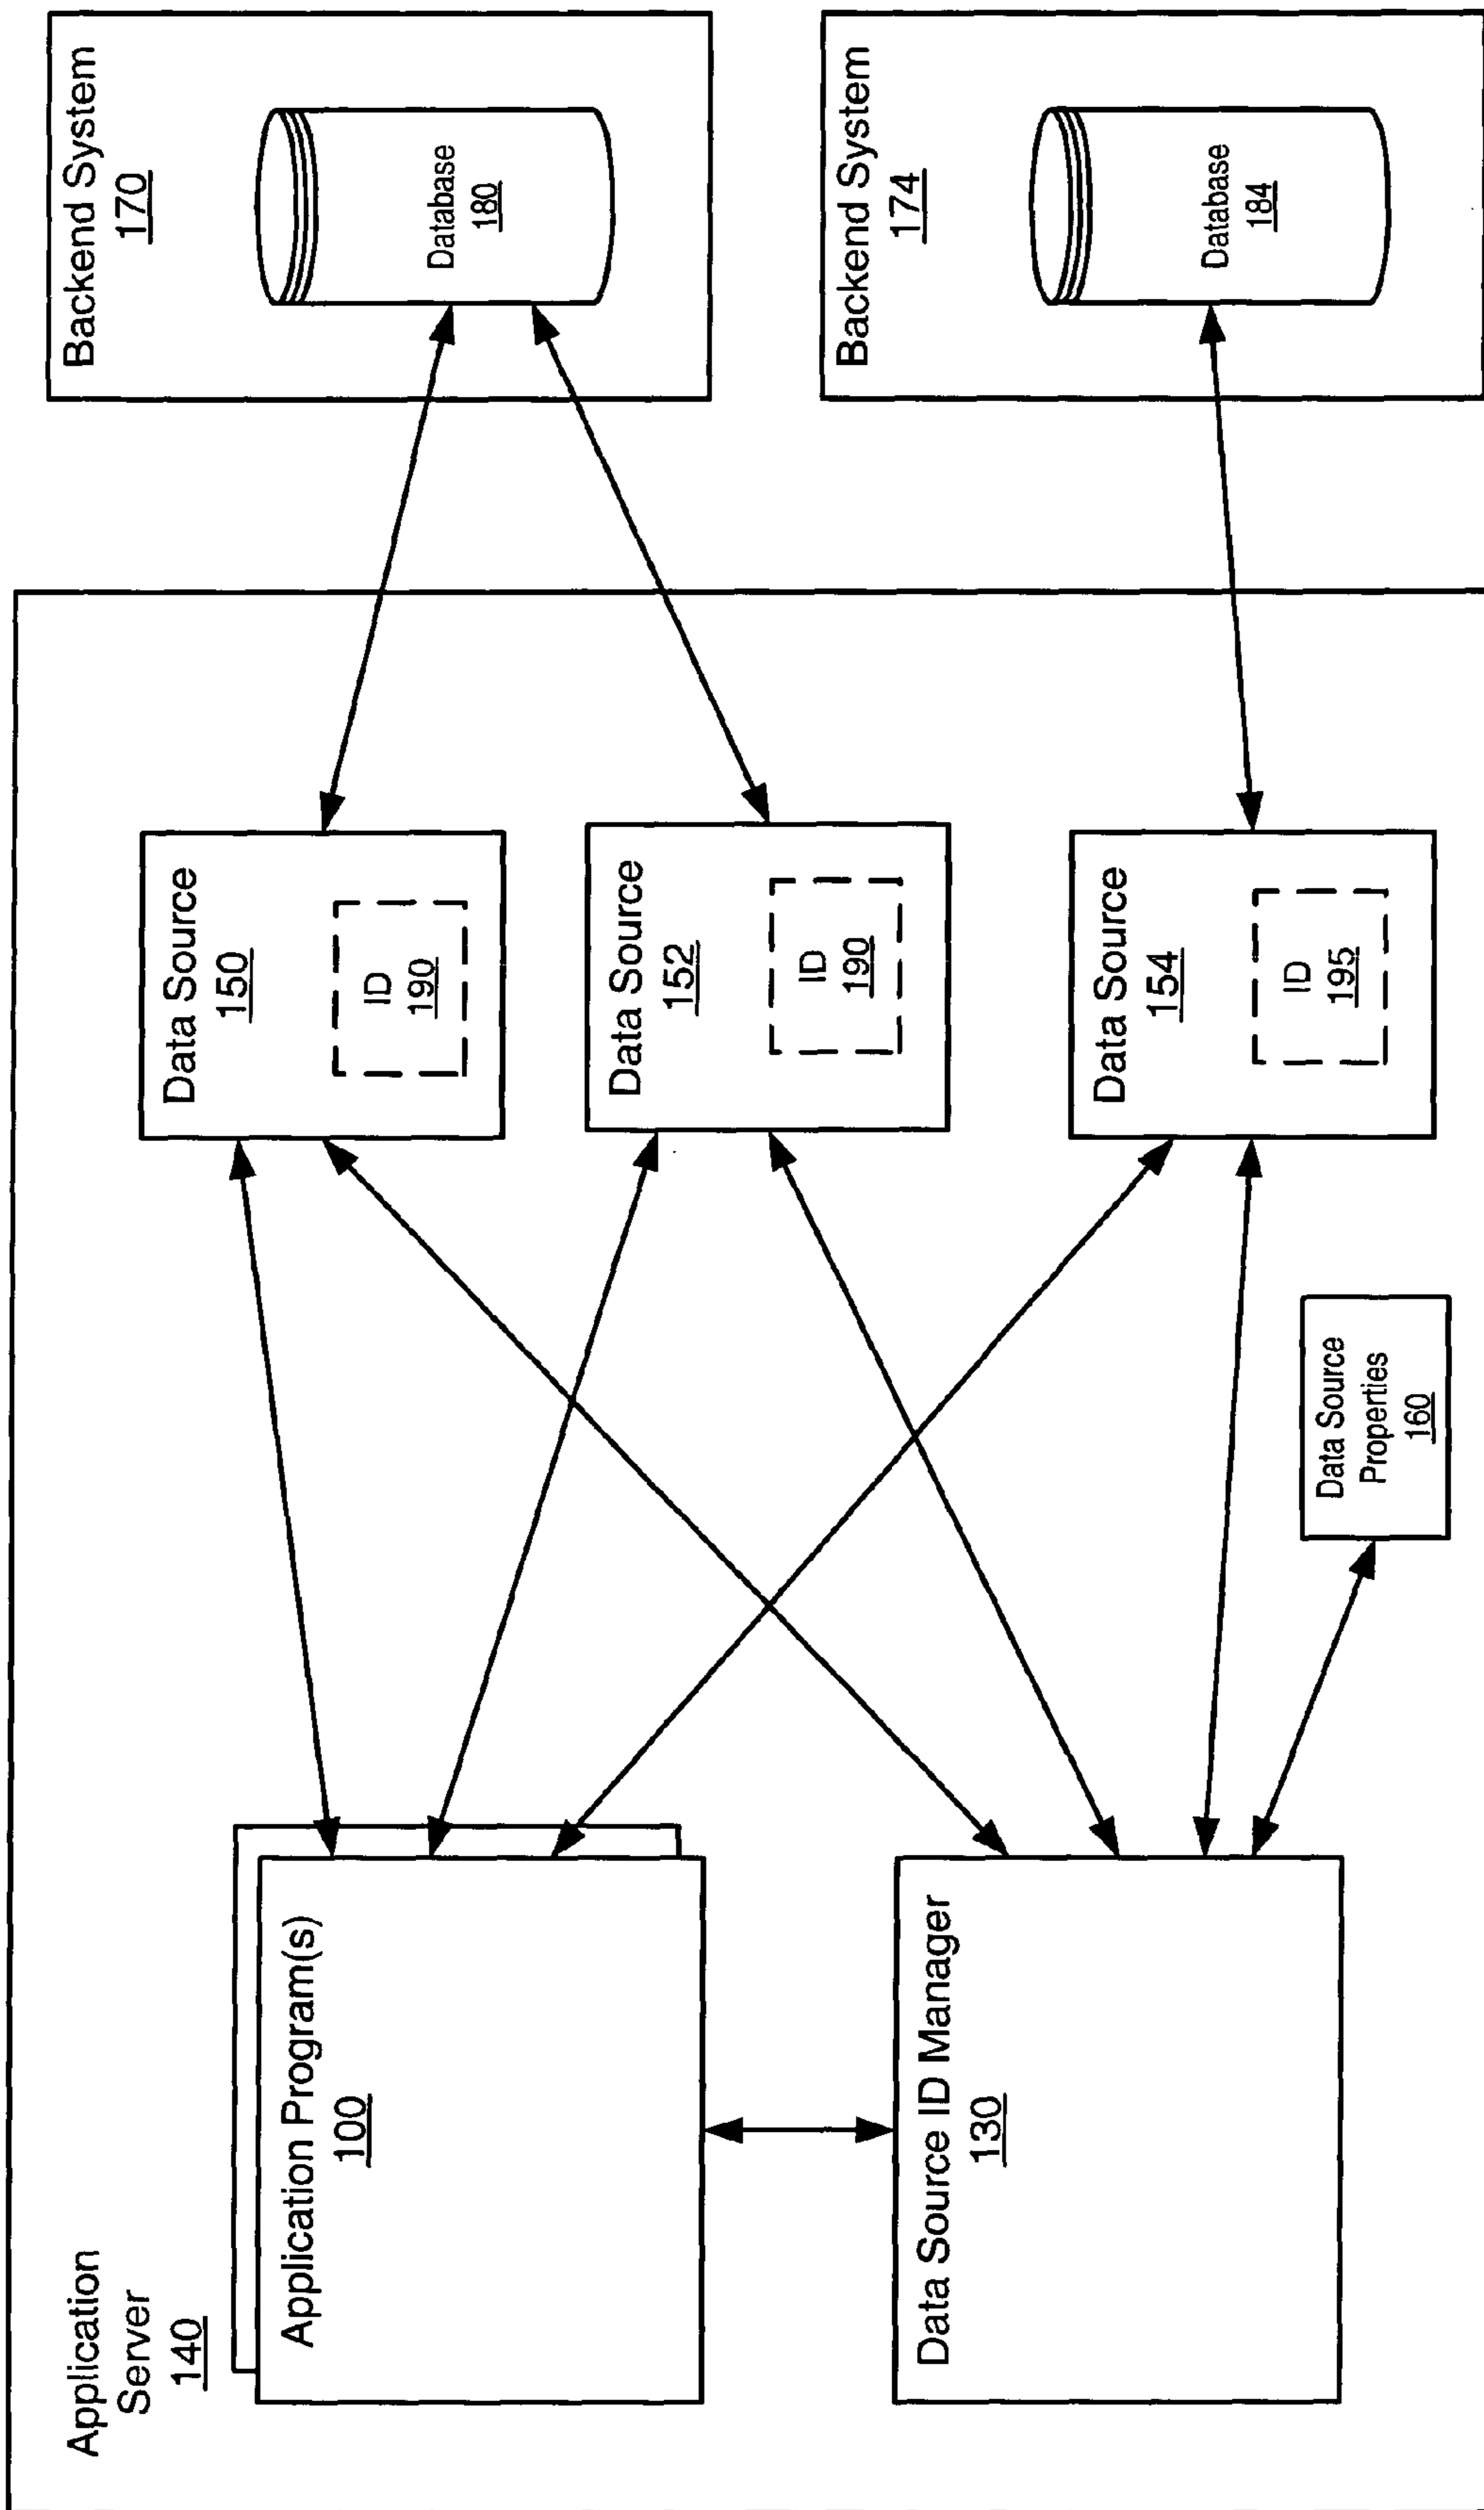 Application
Server
140
Application Program(s)
100
Data Source ID Manager
130
Data Source
150
ID
190
Data Source
152
ID
190
Data Source
154
ID
195
Data Source
Properties
160
Backend System
170
Database
180
Backend System
174
Database
184